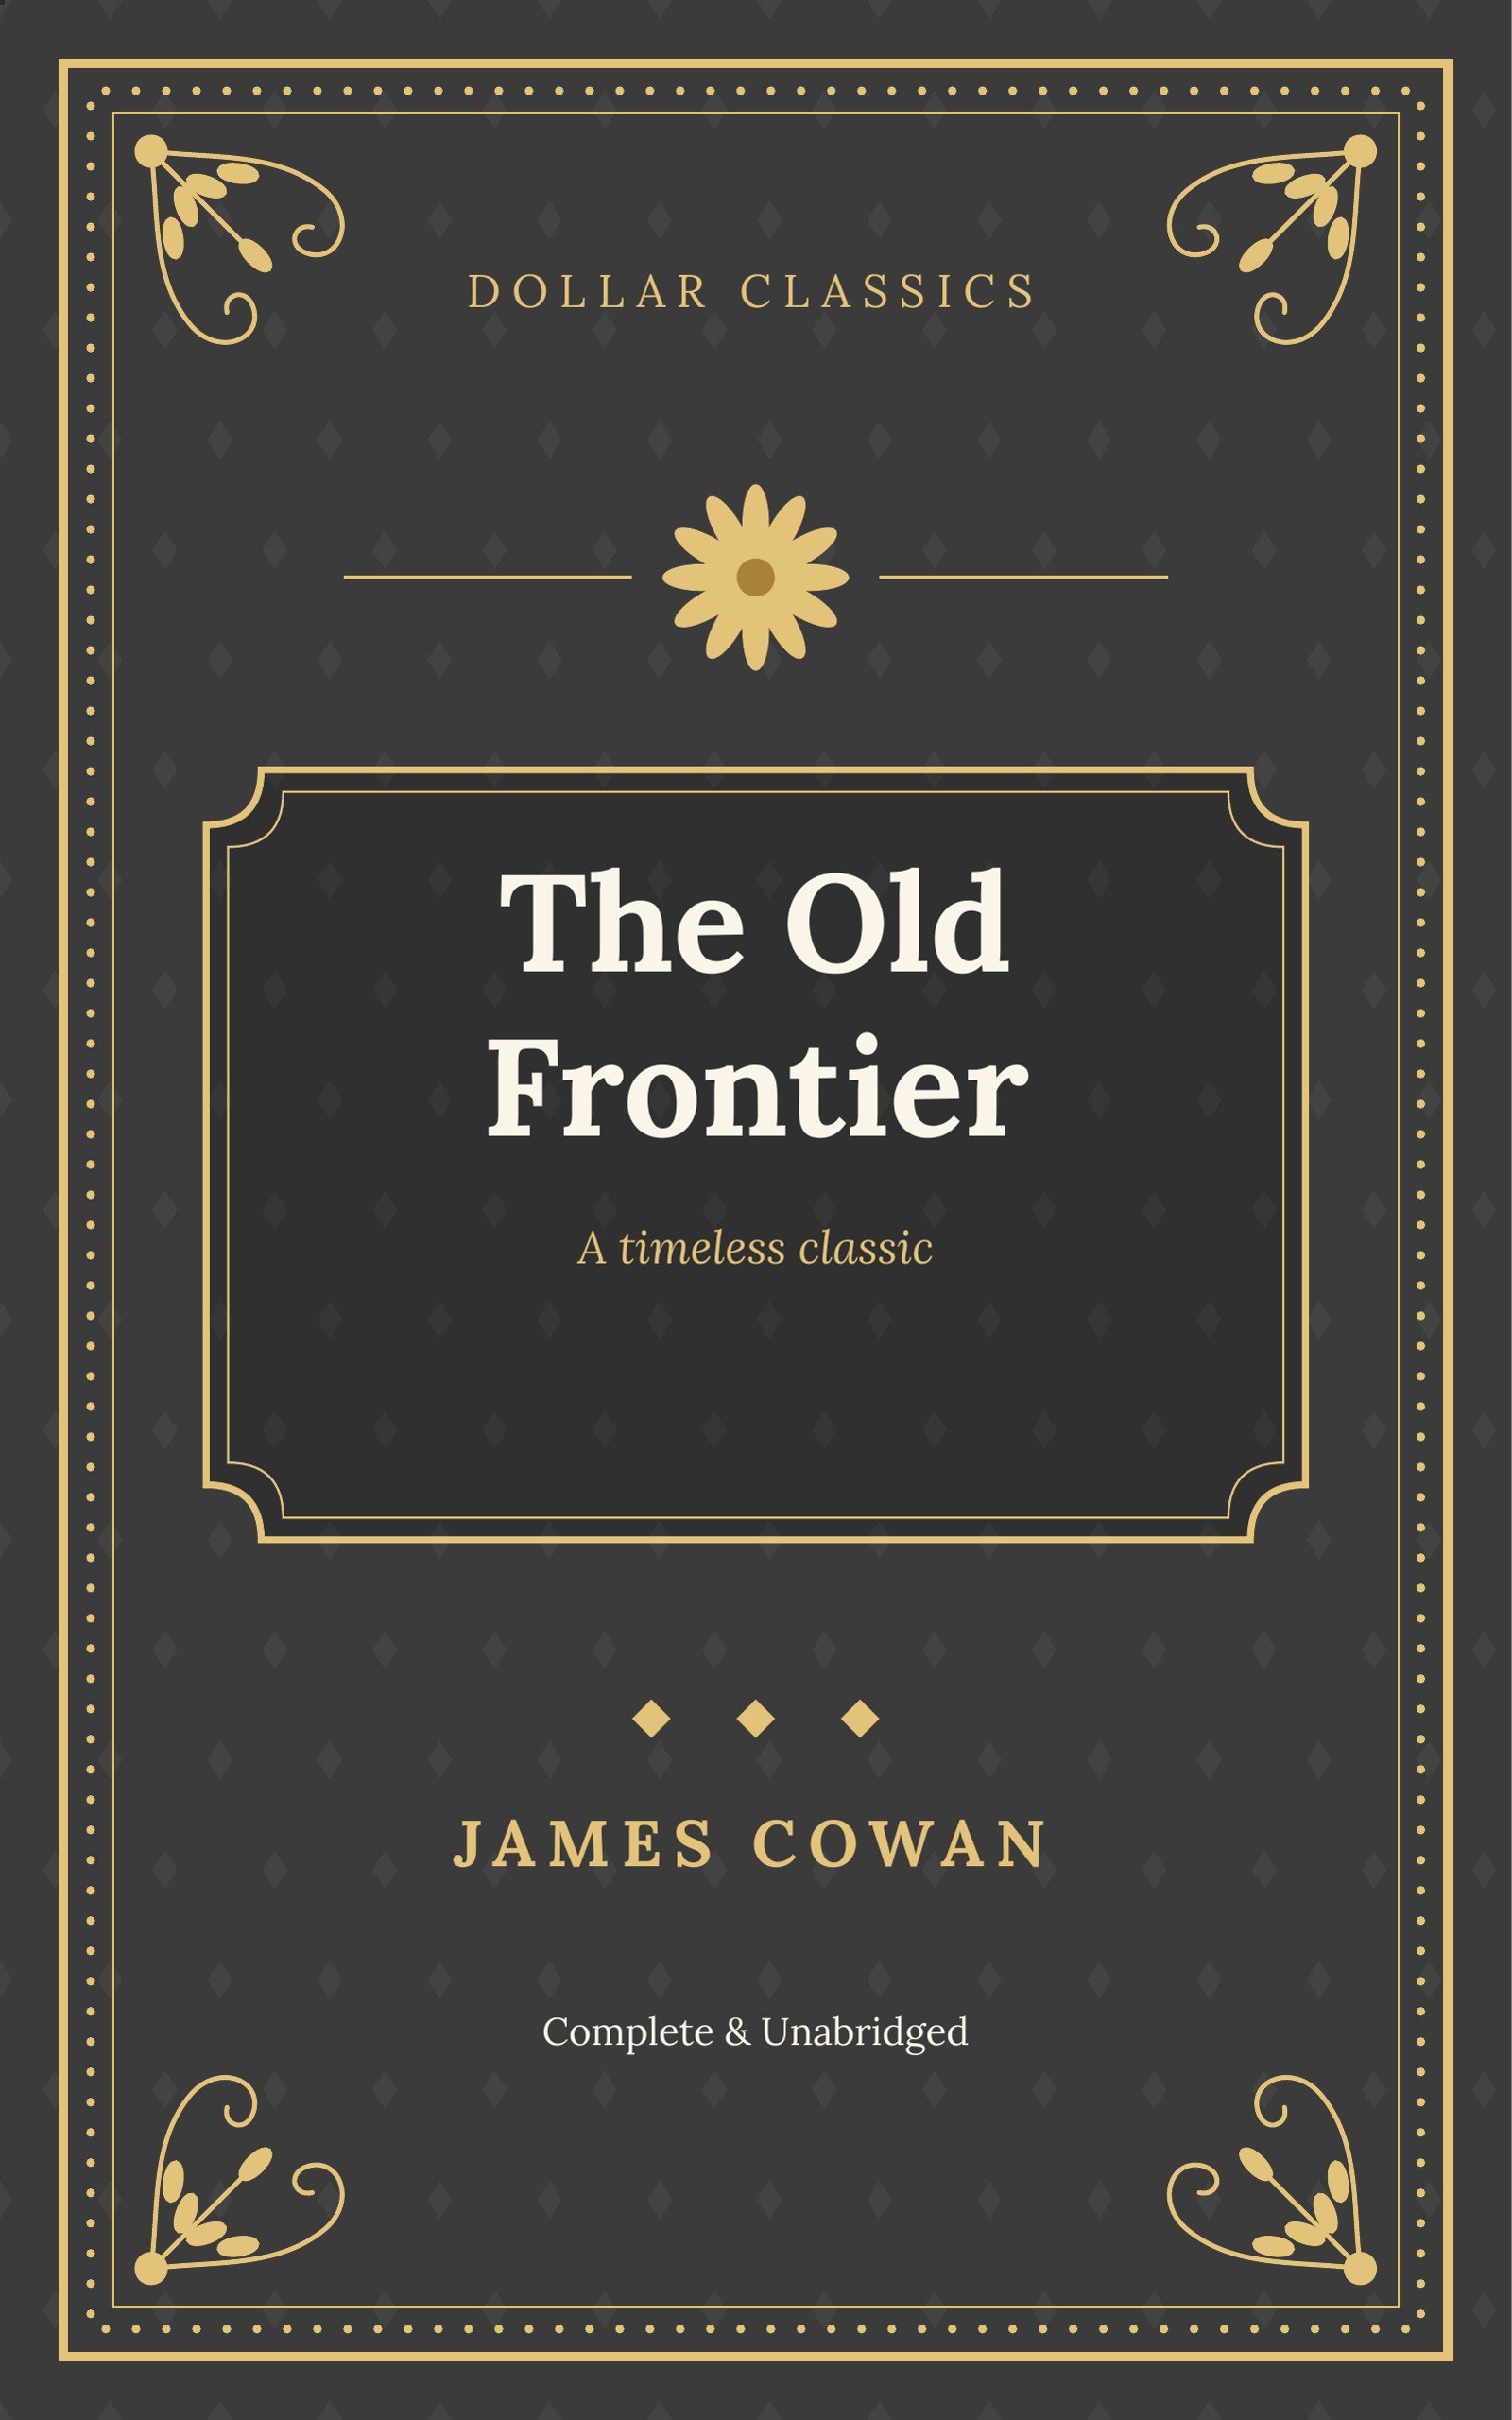 DOLLAR CLASSICS
The Old
Frontier
A timeless classic
JAMES COWAN
Complete & Unabridged